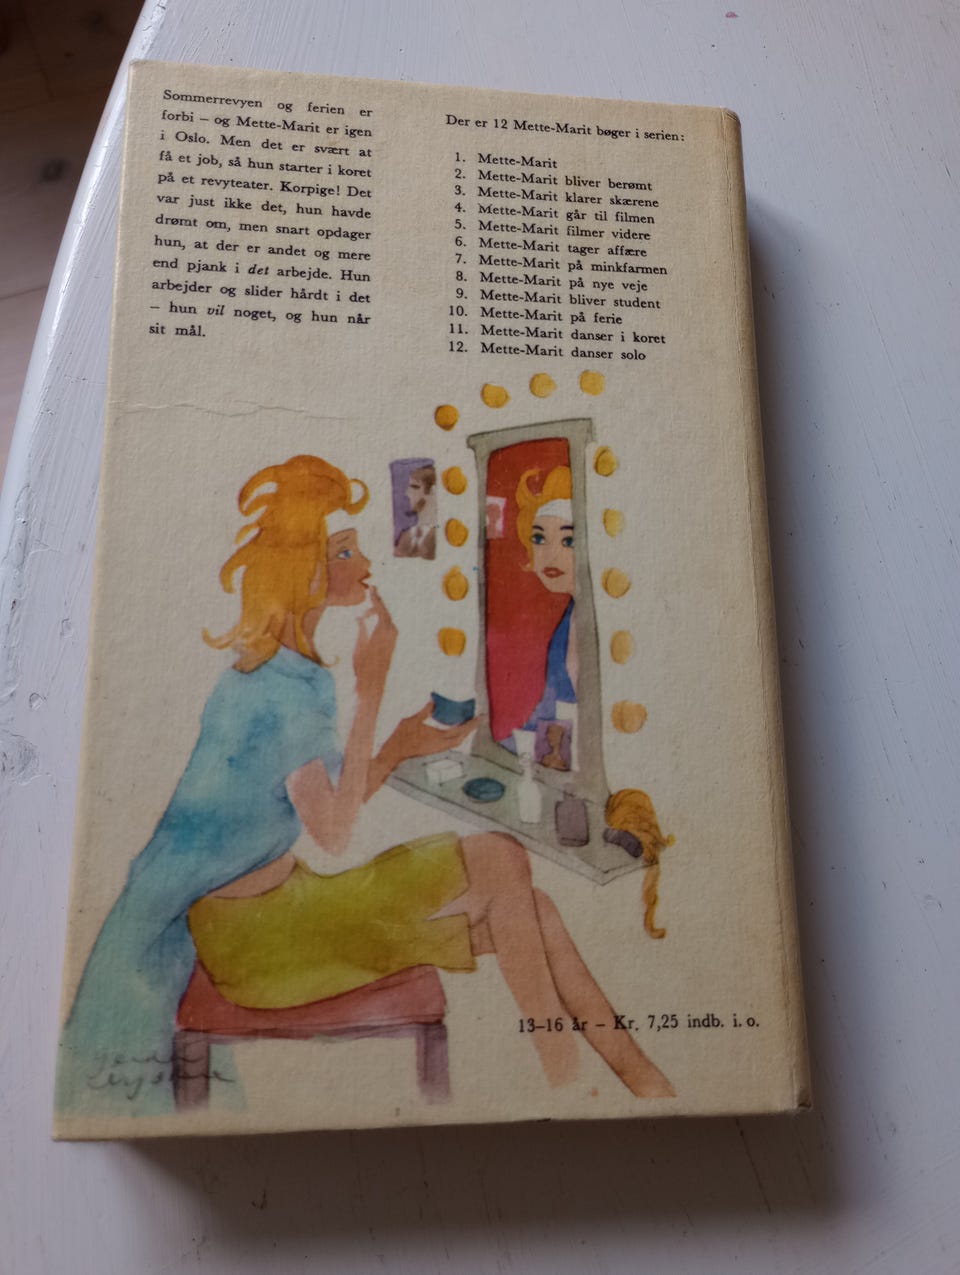 Sommerrevyen og ferien er
forbi – og Mette-Marit er igen
i Oslo. Men det er svært at
få et job, så hun starter i koret
på et revyteater. Korpige! Det
var just ikke det, hun havde
drømt om, men snart opdager
hun, at der er andet og mere
end pjank i det arbejde. Hun
arbejder og slider hårdt i det
– hun vil noget, og hun når
sit mål.
Der er 12 Mette-Marit bøger i serien:
1. Mette-Marit
2. Mette-Marit bliver berømt
3. Mette-Marit klarer skærene
4. Mette-Marit går til filmen
5. Mette-Marit filmer videre
6. Mette-Marit tager affære
7. Mette-Marit på minkfarmen
8. Mette-Marit på nye veje
9. Mette-Marit bliver student
10. Mette-Marit på ferie
11. Mette-Marit danser i koret
12. Mette-Marit danser solo
13–16 år – Kr. 7,25 indb. i. o.